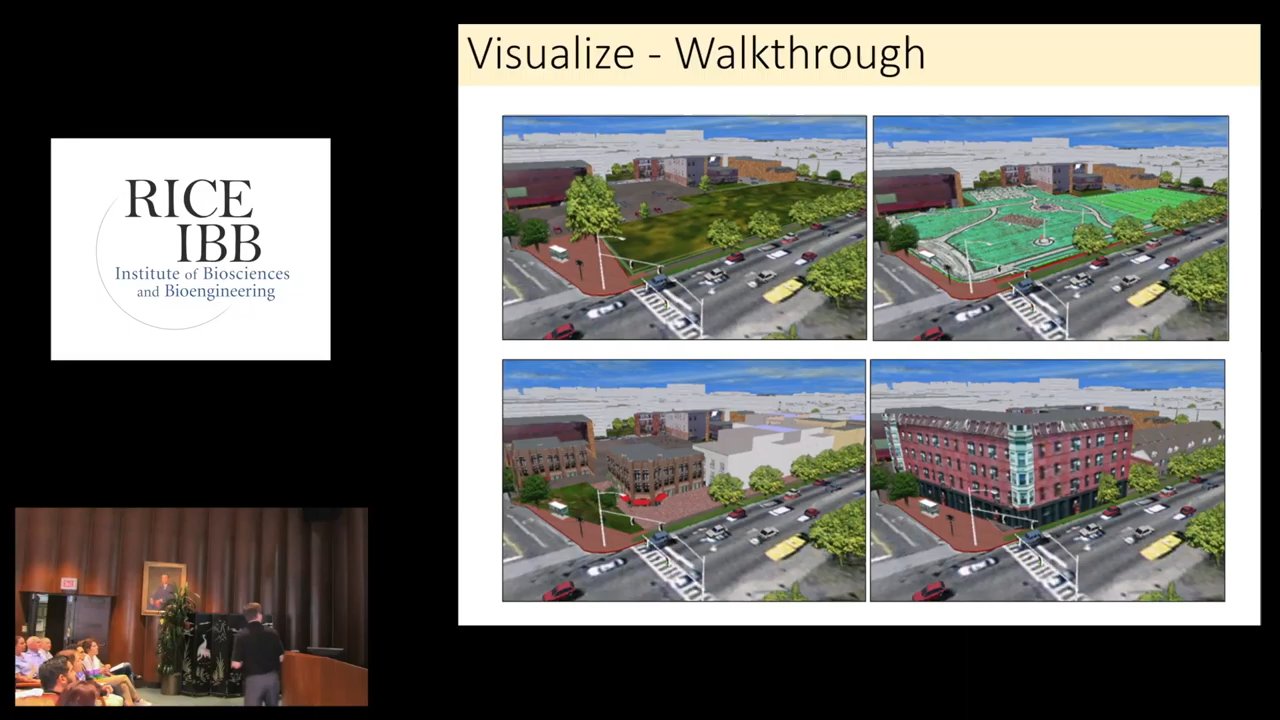 Visualize - Walkthrough
RICE
IBB
Institute of Biosciences
and Bioengineering